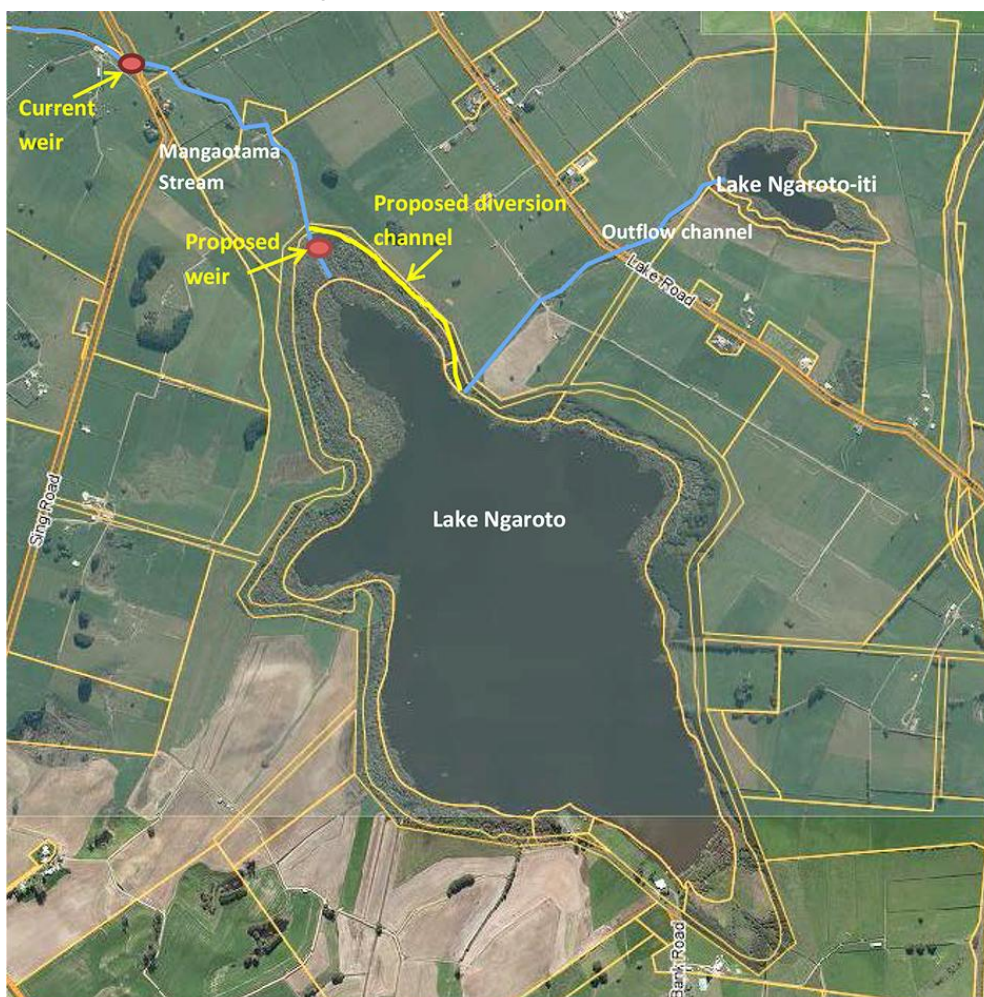 Current
weir
Mangaotama
Stream
Proposed
weir
Proposed diversion
channel
Lake Ngaroto-iti
Outflow channel
Lake Road
Sing Road
Lake Ngaroto
Bank Road